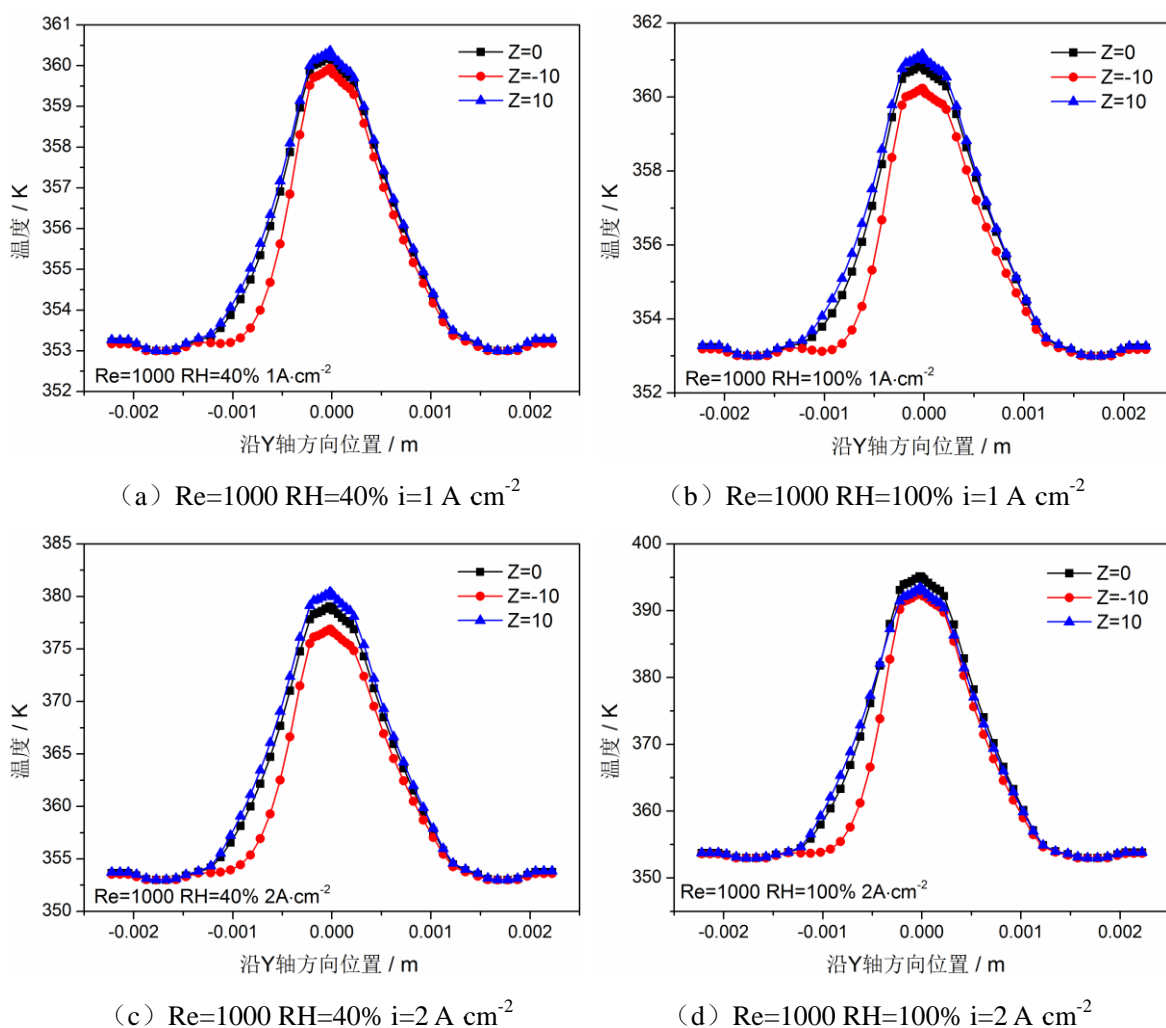 361
360
359
358
357
356
355
354
353
352
温度 / K
Z=0
Z=-10
Z=10
Re=1000 RH=40% 1A·cm⁻²
-0.002 -0.001 0.000 0.001 0.002
沿Y轴方向位置 / m
（a）Re=1000 RH=40% i=1 A cm⁻²
362
360
358
356
354
352
温度 / K
Z=0
Z=-10
Z=10
Re=1000 RH=100% 1A·cm⁻²
-0.002 -0.001 0.000 0.001 0.002
沿Y轴方向位置 / m
（b）Re=1000 RH=100% i=1 A cm⁻²
385
380
375
370
365
360
355
350
温度 / K
Z=0
Z=-10
Z=10
Re=1000 RH=40% 2A·cm⁻²
-0.002 -0.001 0.000 0.001 0.002
沿Y轴方向位置 / m
（c）Re=1000 RH=40% i=2 A cm⁻²
400
390
380
370
360
350
温度 / K
Z=0
Z=-10
Z=10
Re=1000 RH=100% 2A·cm⁻²
-0.002 -0.001 0.000 0.001 0.002
沿Y轴方向位置 / m
（d）Re=1000 RH=100% i=2 A cm⁻²